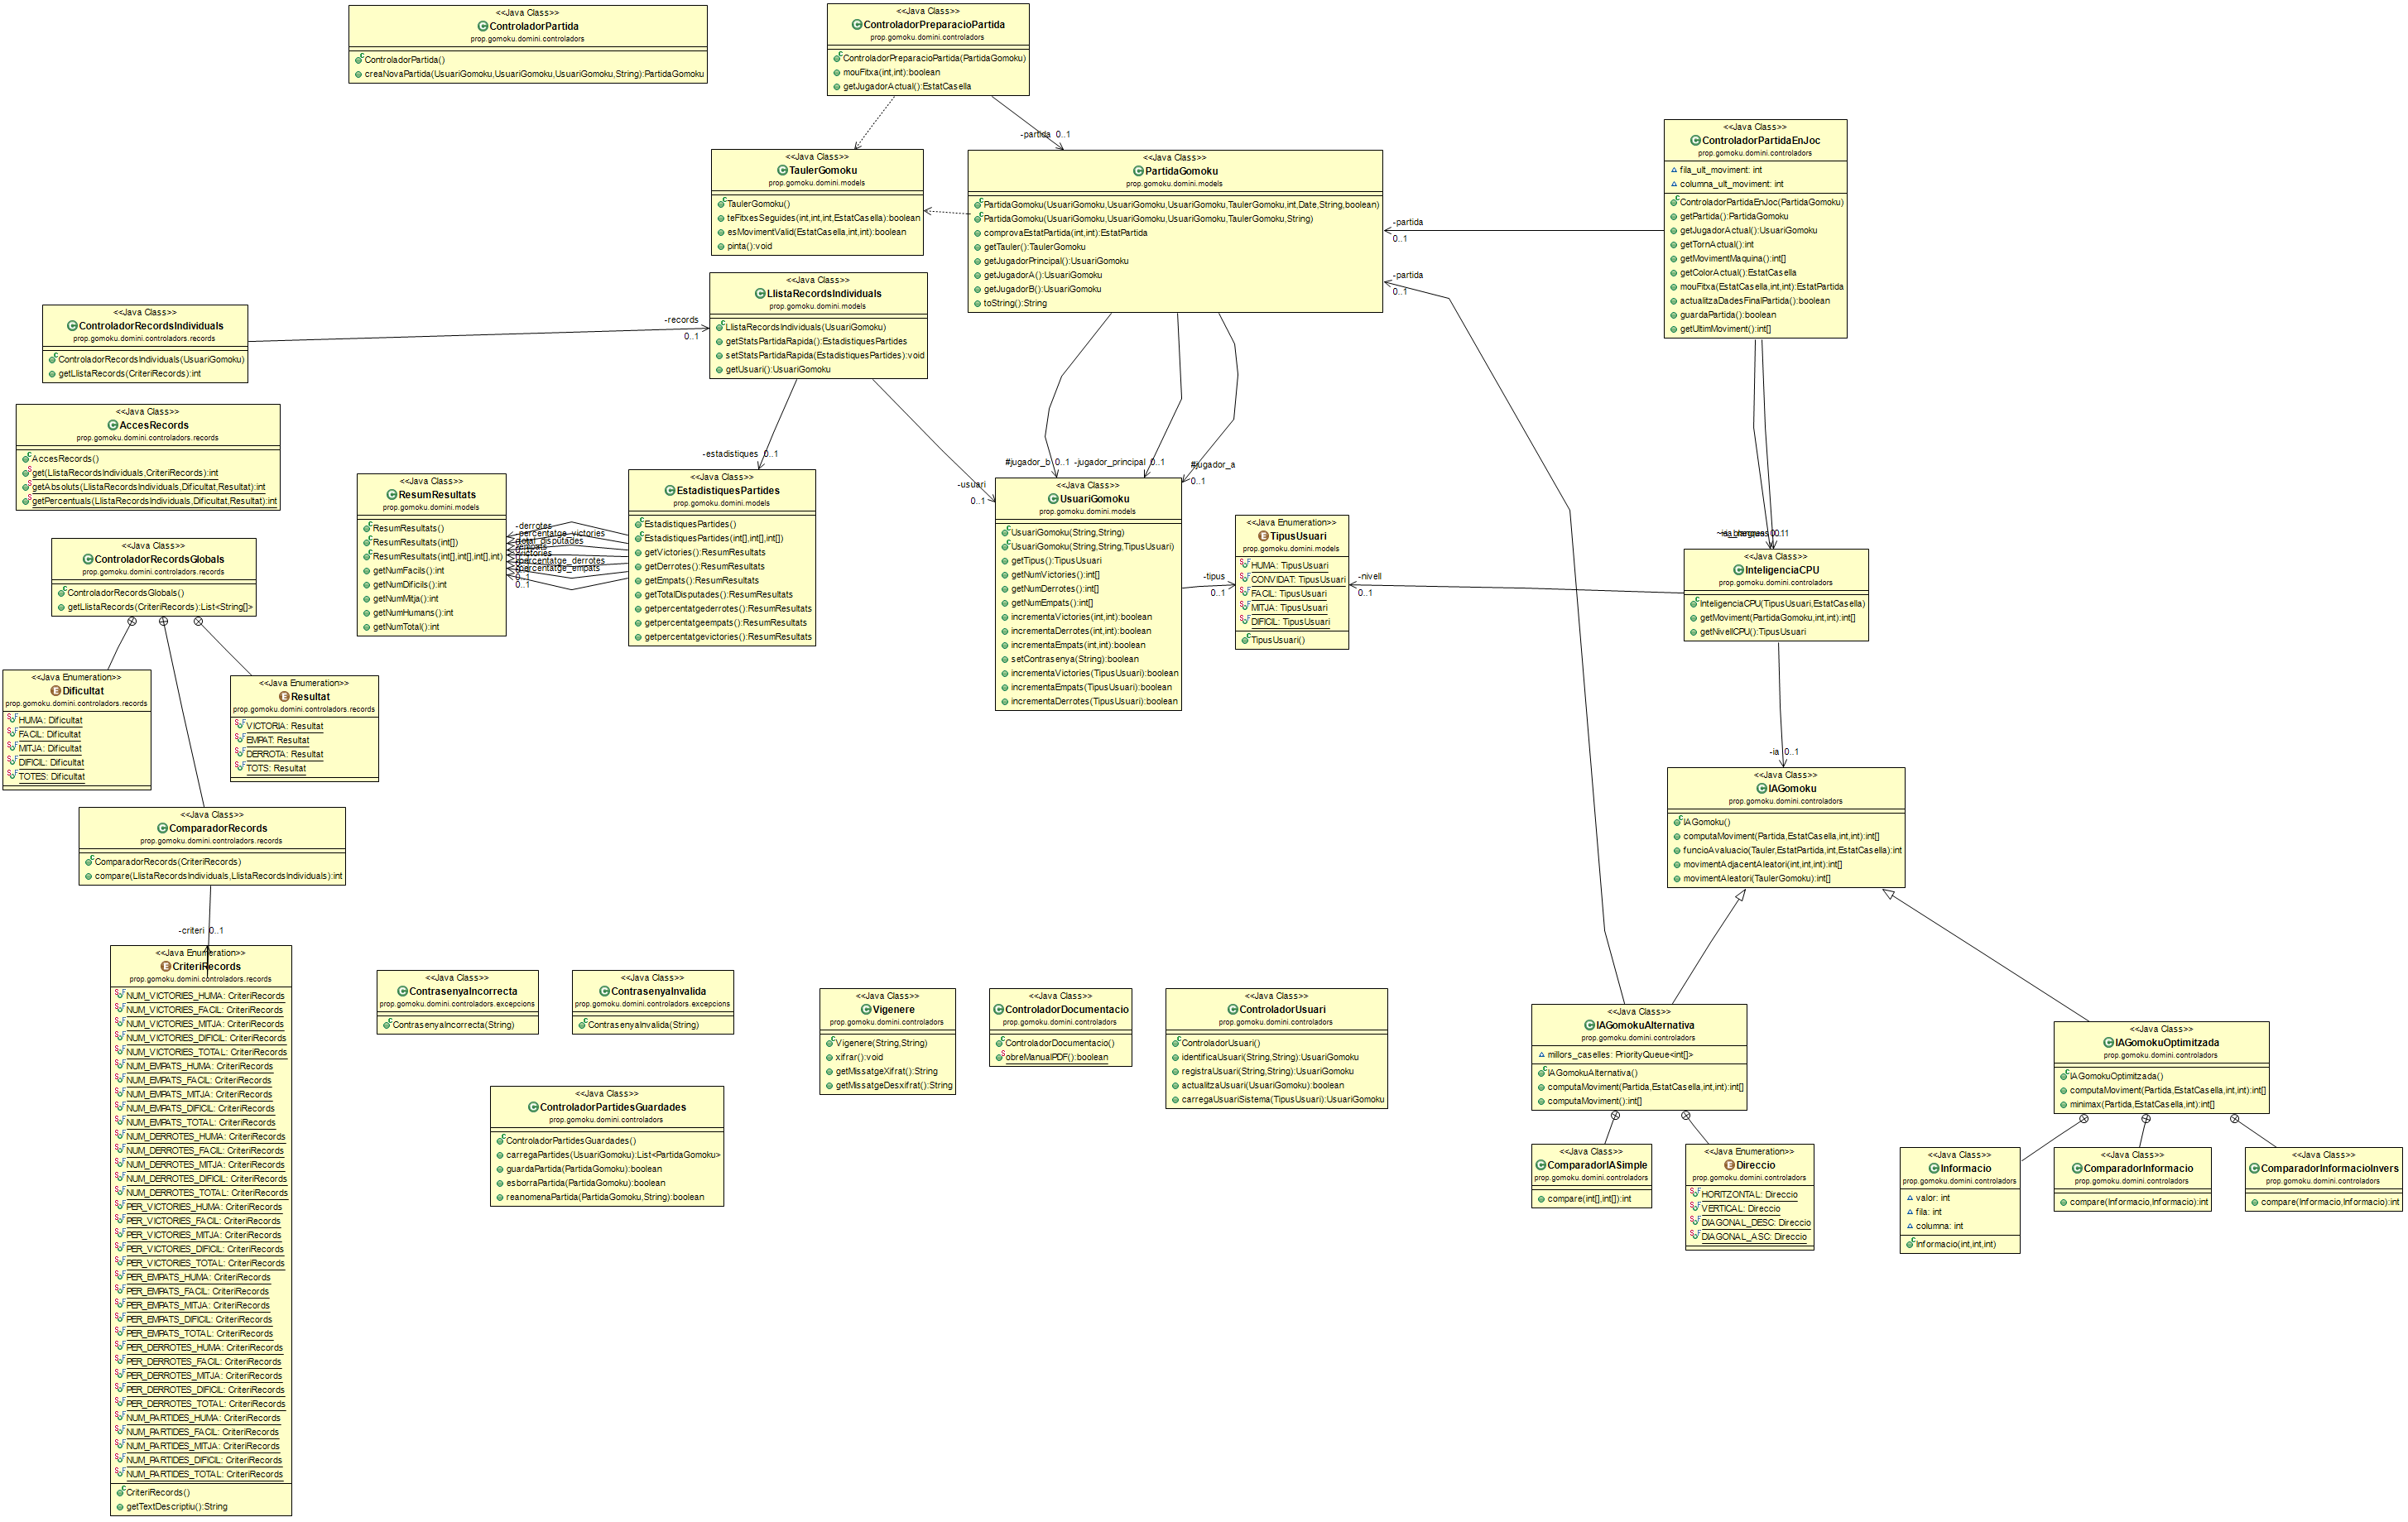 <<Java Class>>
ControladorPartida
prop.gomoku.domini.controladors
ControladorPartida()
creaNovaPartida(UsuariGomoku,UsuariGomoku,UsuariGomoku,String):PartidaGomoku
<<Java Class>>
ControladorPreparacioPartida
prop.gomoku.domini.controladors
ControladorPreparacioPartida(PartidaGomoku)
mouFitxa(int,int):boolean
getJugadorActual():EstatCasella
-partida 0..1
<<Java Class>>
TaulerGomoku
prop.gomoku.domini.models
TaulerGomoku()
teFitxesSeguides(int,int,int,EstatCasella):boolean
esMovimentValid(EstatCasella,int,int):boolean
pinta():void
<<Java Class>>
PartidaGomoku
prop.gomoku.domini.models
PartidaGomoku(UsuariGomoku,UsuariGomoku,UsuariGomoku,TaulerGomoku,int,Date,String,boolean)
PartidaGomoku(UsuariGomoku,UsuariGomoku,UsuariGomoku,TaulerGomoku,int,String)
comprovaEstatPartida(int,int):EstatPartida
getTauler():TaulerGomoku
getJugadorPrincipal():UsuariGomoku
getJugadorA():UsuariGomoku
getJugadorB():UsuariGomoku
toString():String
-partida
0..1
-partida
0..1
<<Java Class>>
ControladorPartidaEnJoc
prop.gomoku.domini.controladors
fila_ult_moviment: int
columna_ult_moviment: int
ControladorPartidaEnJoc(PartidaGomoku)
getPartida():PartidaGomoku
getJugadorActual():UsuariGomoku
getTornActual():int
getMovimentMaquina():int[]
getColorActual():EstatCasella
mouFitxa(EstatCasella,int,int):EstatPartida
actualitzaDadesFinalPartida():boolean
guardaPartida():boolean
getUltimMoviment():int[]
<<Java Class>>
LlistaRecordsIndividuals
prop.gomoku.domini.models
LlistaRecordsIndividuals(UsuariGomoku)
getStatsPartidaRapida():EstadistiquesPartides
setStatsPartidaRapida(EstadistiquesPartides):void
getUsuari():UsuariGomoku
<<Java Class>>
ControladorRecordsIndividuals
prop.gomoku.domini.controladors.records
ControladorRecordsIndividuals(UsuariGomoku)
getLlistaRecords(CriteriRecords):int
-records
0..1
<<Java Class>>
AccesRecords
prop.gomoku.domini.controladors.records
AccesRecords()
get(LlistaRecordsIndividuals,CriteriRecords):int
getAbsoluts(LlistaRecordsIndividuals,Dificultat,Resultat):int
getPercentuals(LlistaRecordsIndividuals,Dificultat,Resultat):int
<<Java Class>>
ResumResultats
prop.gomoku.domini.models
ResumResultats()
ResumResultats(int[])
ResumResultats(int[],int[],int[],int)
getNumFacils():int
getNumDificils():int
getNumMitja():int
getNumHumans():int
getNumTotal():int
-derrotes
-percentatge_victories
-percentatge_derrotes
-percentatge_empats
0..1
-estadistiques 0..1
<<Java Class>>
EstadistiquesPartides
prop.gomoku.domini.models
EstadistiquesPartides()
EstadistiquesPartides(int[],int[],int[])
getVictories():ResumResultats
getDerrotes():ResumResultats
getEmpats():ResumResultats
getTotalDisputades():ResumResultats
getpercentatgederrotes():ResumResultats
getpercentatgeempats():ResumResultats
getpercentatgevictories():ResumResultats
-usuari
0..1
#jugador_b 0..1
-jugador_principal 0..1
#jugador_a
0..1
<<Java Class>>
UsuariGomoku
prop.gomoku.domini.models
UsuariGomoku(String,String)
UsuariGomoku(String,String,TipusUsuari)
getTipus():TipusUsuari
getNumVictories():int[]
getNumDerrotes():int[]
getNumEmpats():int[]
incrementaVictories(int,int):boolean
incrementaDerrotes(int,int):boolean
incrementaEmpats(int,int):boolean
setContrasenya(String):boolean
incrementaVictories(TipusUsuari):boolean
incrementaEmpats(TipusUsuari):boolean
incrementaDerrotes(TipusUsuari):boolean
-tipus
0..1
<<Java Enumeration>>
TipusUsuari
prop.gomoku.domini.models
HUMA: TipusUsuari
CONVIDAT: TipusUsuari
FACIL: TipusUsuari
MITJA: TipusUsuari
DIFICIL: TipusUsuari
TipusUsuari()
-nivell
0..1
<<Java Class>>
InteligenciaCPU
prop.gomoku.domini.controladors
InteligenciaCPU(TipusUsuari,EstatCasella)
getMoviment(PartidaGomoku,int,int):int[]
getNivellCPU():TipusUsuari
-ia 0..1
<<Java Class>>
ControladorRecordsGlobals
prop.gomoku.domini.controladors.records
ControladorRecordsGlobals()
getLlistaRecords(CriteriRecords):List<String[]>
<<Java Enumeration>>
Dificultat
prop.gomoku.domini.controladors.records
HUMA: Dificultat
FACIL: Dificultat
MITJA: Dificultat
DIFICIL: Dificultat
TOTES: Dificultat
<<Java Enumeration>>
Resultat
prop.gomoku.domini.controladors.records
VICTORIA: Resultat
EMPAT: Resultat
DERROTA: Resultat
TOTS: Resultat
<<Java Class>>
ComparadorRecords
prop.gomoku.domini.controladors.records
ComparadorRecords(CriteriRecords)
compare(LlistaRecordsIndividuals,LlistaRecordsIndividuals):int
-criteri 0..1
<<Java Enumeration>>
CriteriRecords
prop.gomoku.domini.controladors.records
NUM_VICTORIES_HUMA: CriteriRecords
NUM_VICTORIES_FACIL: CriteriRecords
NUM_VICTORIES_MITJA: CriteriRecords
NUM_VICTORIES_DIFICIL: CriteriRecords
NUM_VICTORIES_TOTAL: CriteriRecords
NUM_EMPATS_HUMA: CriteriRecords
NUM_EMPATS_FACIL: CriteriRecords
NUM_EMPATS_MITJA: CriteriRecords
NUM_EMPATS_DIFICIL: CriteriRecords
NUM_EMPATS_TOTAL: CriteriRecords
NUM_DERROTES_HUMA: CriteriRecords
NUM_DERROTES_FACIL: CriteriRecords
NUM_DERROTES_MITJA: CriteriRecords
NUM_DERROTES_DIFICIL: CriteriRecords
NUM_DERROTES_TOTAL: CriteriRecords
PER_VICTORIES_HUMA: CriteriRecords
PER_VICTORIES_FACIL: CriteriRecords
PER_VICTORIES_MITJA: CriteriRecords
PER_VICTORIES_DIFICIL: CriteriRecords
PER_VICTORIES_TOTAL: CriteriRecords
PER_EMPATS_HUMA: CriteriRecords
PER_EMPATS_FACIL: CriteriRecords
PER_EMPATS_MITJA: CriteriRecords
PER_EMPATS_DIFICIL: CriteriRecords
PER_EMPATS_TOTAL: CriteriRecords
PER_DERROTES_HUMA: CriteriRecords
PER_DERROTES_FACIL: CriteriRecords
PER_DERROTES_MITJA: CriteriRecords
PER_DERROTES_DIFICIL: CriteriRecords
PER_DERROTES_TOTAL: CriteriRecords
NUM_PARTIDES_HUMA: CriteriRecords
NUM_PARTIDES_FACIL: CriteriRecords
NUM_PARTIDES_MITJA: CriteriRecords
NUM_PARTIDES_DIFICIL: CriteriRecords
NUM_PARTIDES_TOTAL: CriteriRecords
CriteriRecords()
getTextDescriptiu():String
<<Java Class>>
ContrasenyaIncorrecta
prop.gomoku.domini.controladors.excepcions
ContrasenyaIncorrecta(String)
<<Java Class>>
ContrasenyaInvalida
prop.gomoku.domini.controladors.excepcions
ContrasenyaInvalida(String)
<<Java Class>>
ControladorPartidesGuardades
prop.gomoku.domini.controladors
ControladorPartidesGuardades()
carregaPartides(UsuariGomoku):List<PartidaGomoku>
guardaPartida(PartidaGomoku):boolean
esborraPartida(PartidaGomoku):boolean
reanomenaPartida(PartidaGomoku,String):boolean
<<Java Class>>
Vigenere
prop.gomoku.domini.controladors
Vigenere(String,String)
xifrar():void
getMissatgeXifrat():String
getMissatgeDesxifrat():String
<<Java Class>>
ControladorDocumentacio
prop.gomoku.domini.controladors
ControladorDocumentacio()
obreManualPDF():boolean
<<Java Class>>
ControladorUsuari
prop.gomoku.domini.controladors
ControladorUsuari()
identificaUsuari(String,String):UsuariGomoku
registraUsuari(String,String):UsuariGomoku
actualitzaUsuari(UsuariGomoku):boolean
carregaUsuariSistema(TipusUsuari):UsuariGomoku
<<Java Class>>
IAGomoku
prop.gomoku.domini.controladors
IAGomoku()
computaMoviment(Partida,EstatCasella,int,int):int[]
funcioAvaluacio(Tauler,EstatPartida,int,EstatCasella):int
movimentAdjacentAleatori(int,int,int):int[]
movimentAleatori(TaulerGomoku):int[]
<<Java Class>>
IAGomokuAlternativa
prop.gomoku.domini.controladors
millors_caselles: PriorityQueue<int[]>
IAGomokuAlternativa()
computaMoviment(Partida,EstatCasella,int,int):int[]
computaMoviment():int[]
<<Java Class>>
IAGomokuOptimitzada
prop.gomoku.domini.controladors
IAGomokuOptimitzada()
computaMoviment(Partida,EstatCasella,int,int):int[]
minimax(Partida,EstatCasella,int):int[]
<<Java Class>>
ComparadorIASimple
prop.gomoku.domini.controladors
compare(int[],int[]):int
<<Java Enumeration>>
Direccio
prop.gomoku.domini.controladors
HORITZONTAL: Direccio
VERTICAL: Direccio
DIAGONAL_DESC: Direccio
DIAGONAL_ASC: Direccio
<<Java Class>>
Informacio
prop.gomoku.domini.controladors
valor: int
fila: int
columna: int
Informacio(int,int,int)
<<Java Class>>
ComparadorInformacio
prop.gomoku.domini.controladors
compare(Informacio,Informacio):int
<<Java Class>>
ComparadorInformacioInvers
prop.gomoku.domini.controladors
compare(Informacio,Informacio):int